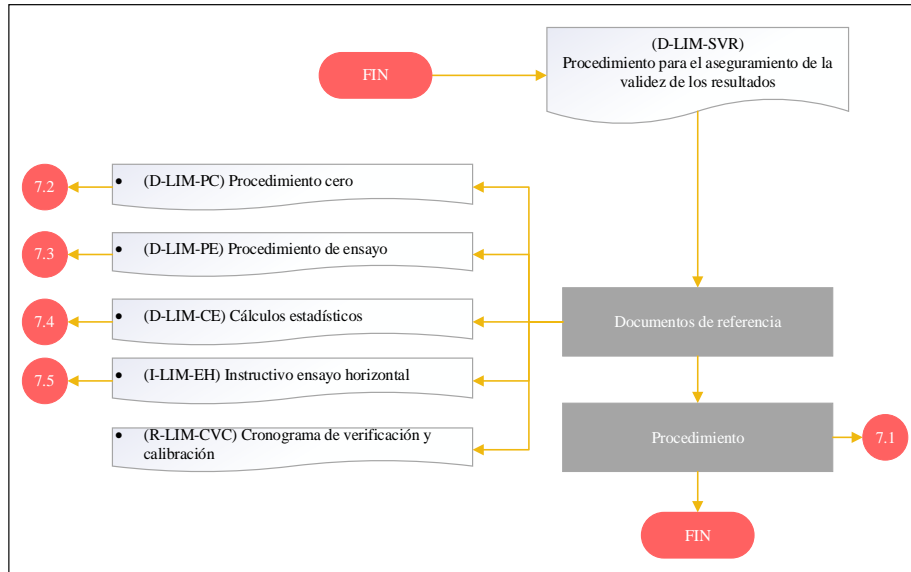 (D-LIM-SVR)
Procedimiento para el aseguramiento de la
validez de los resultados
FIN
7.2
• (D-LIM-PC) Procedimiento cero
7.3
• (D-LIM-PE) Procedimiento de ensayo
7.4
• (D-LIM-CE) Cálculos estadísticos
Documentos de referencia
7.5
• (I-LIM-EH) Instructivo ensayo horizontal
• (R-LIM-CVC) Cronograma de verificación y
calibración
Procedimiento
7.1
FIN